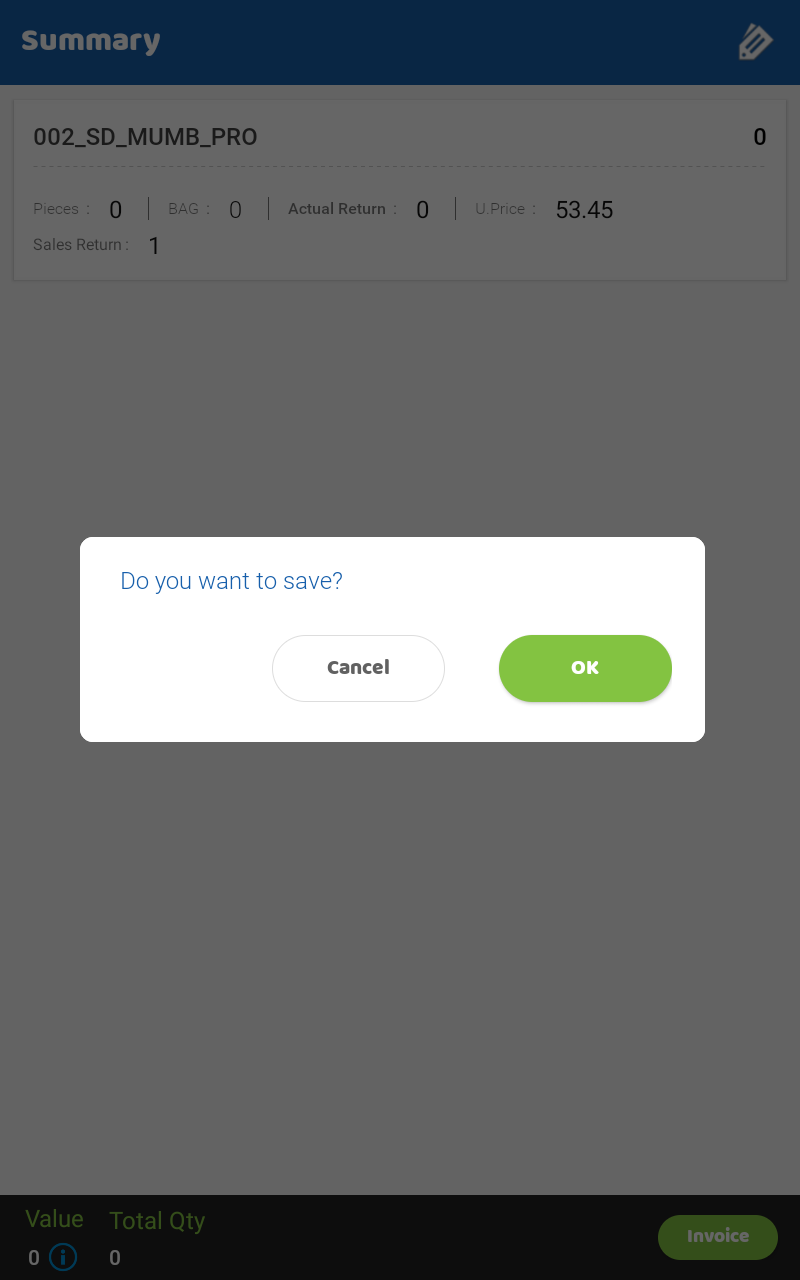 Summary
002_SD_MUMB_PRO 0
Pieces : 0 BAG : 0 Actual Return : 0 U.Price : 53.45
Sales Return : 1
Do you want to save?
Cancel OK
Value Total Qty
0 0
Invoice